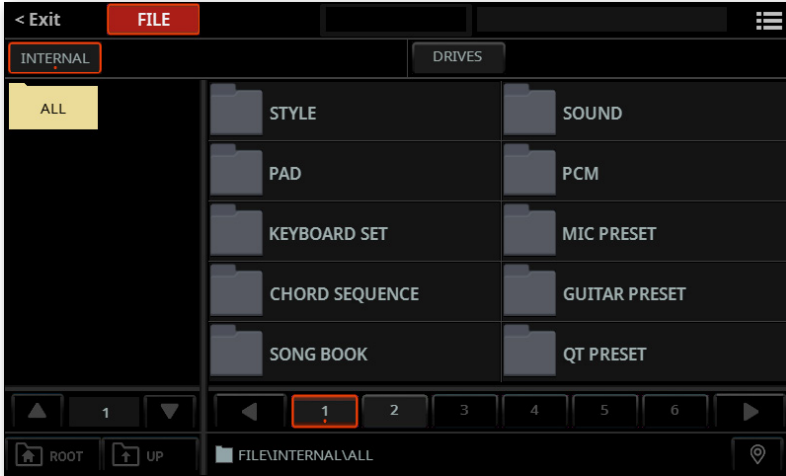 < Exit FILE
INTERNAL DRIVES
ALL
STYLE SOUND
PAD PCM
KEYBOARD SET MIC PRESET
CHORD SEQUENCE GUITAR PRESET
SONG BOOK QT PRESET
1 1 2 3 4 5 6
ROOT UP FILE\INTERNAL\ALL